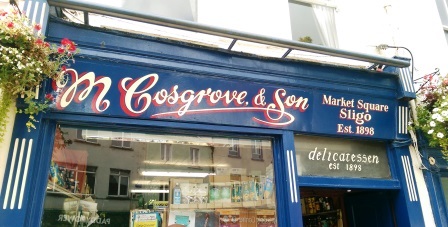 M Cosgrove. & Son
Market Square
Sligo
Est. 1898
delicatessen
est 1898